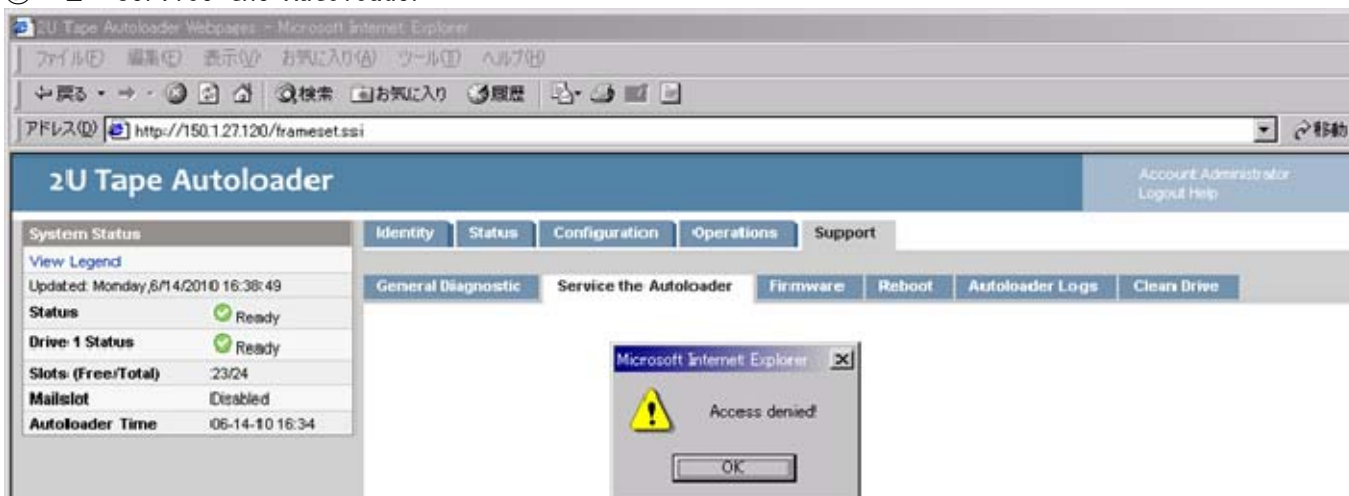 2U Tape Autoloader Webpages - Microsoft Internet Explorer
ファイル(F) 編集(E) 表示(V) お気に入り(A) ツール(T) ヘルプ(H)
戻る 検索 お気に入り 履歴
アドレス(D) http://150.1.27.120/frameset.ssi 移動
2U Tape Autoloader
Account:Administrator
Logout Help
System Status
View Legend
Updated: Monday,6/14/2010 16:38:49
Status Ready
Drive 1 Status Ready
Slots (Free/Total) 23/24
Mailslot Disabled
Autoloader Time 06-14-10 16:34
Identity Status Configuration Operations Support
General Diagnostic Service the Autoloader Firmware Reboot Autoloader Logs Clean Drive
Microsoft Internet Explorer
Access denied!
OK